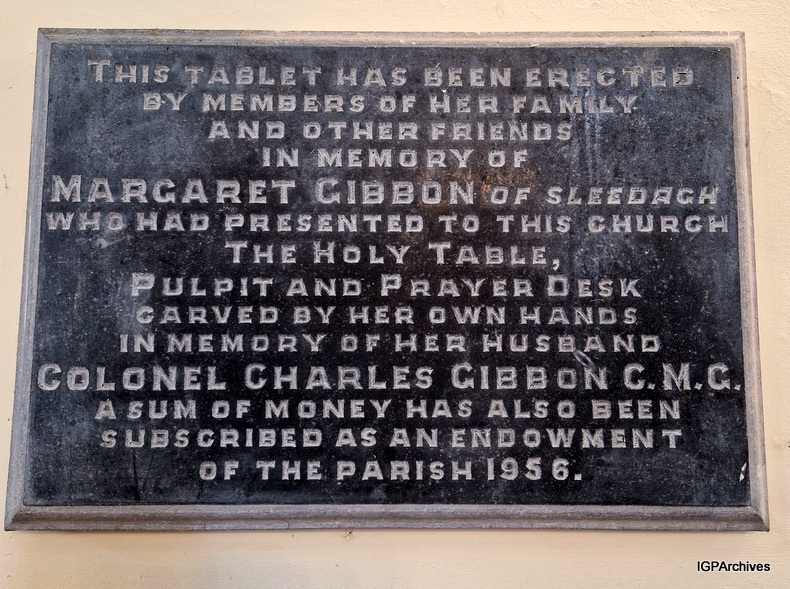 THIS TABLET HAS BEEN ERECTED
BY MEMBERS OF HER FAMILY
AND OTHER FRIENDS
IN MEMORY OF
MARGARET GIBBON OF SLEEDAGH
WHO HAD PRESENTED TO THIS CHURCH
THE HOLY TABLE,
PULPIT AND PRAYER DESK
CARVED BY HER OWN HANDS
IN MEMORY OF HER HUSBAND
COLONEL CHARLES GIBBON C.M.G.
A SUM OF MONEY HAS ALSO BEEN
SUBSCRIBED AS AN ENDOWMENT
OF THE PARISH 1956.
IGPArchives